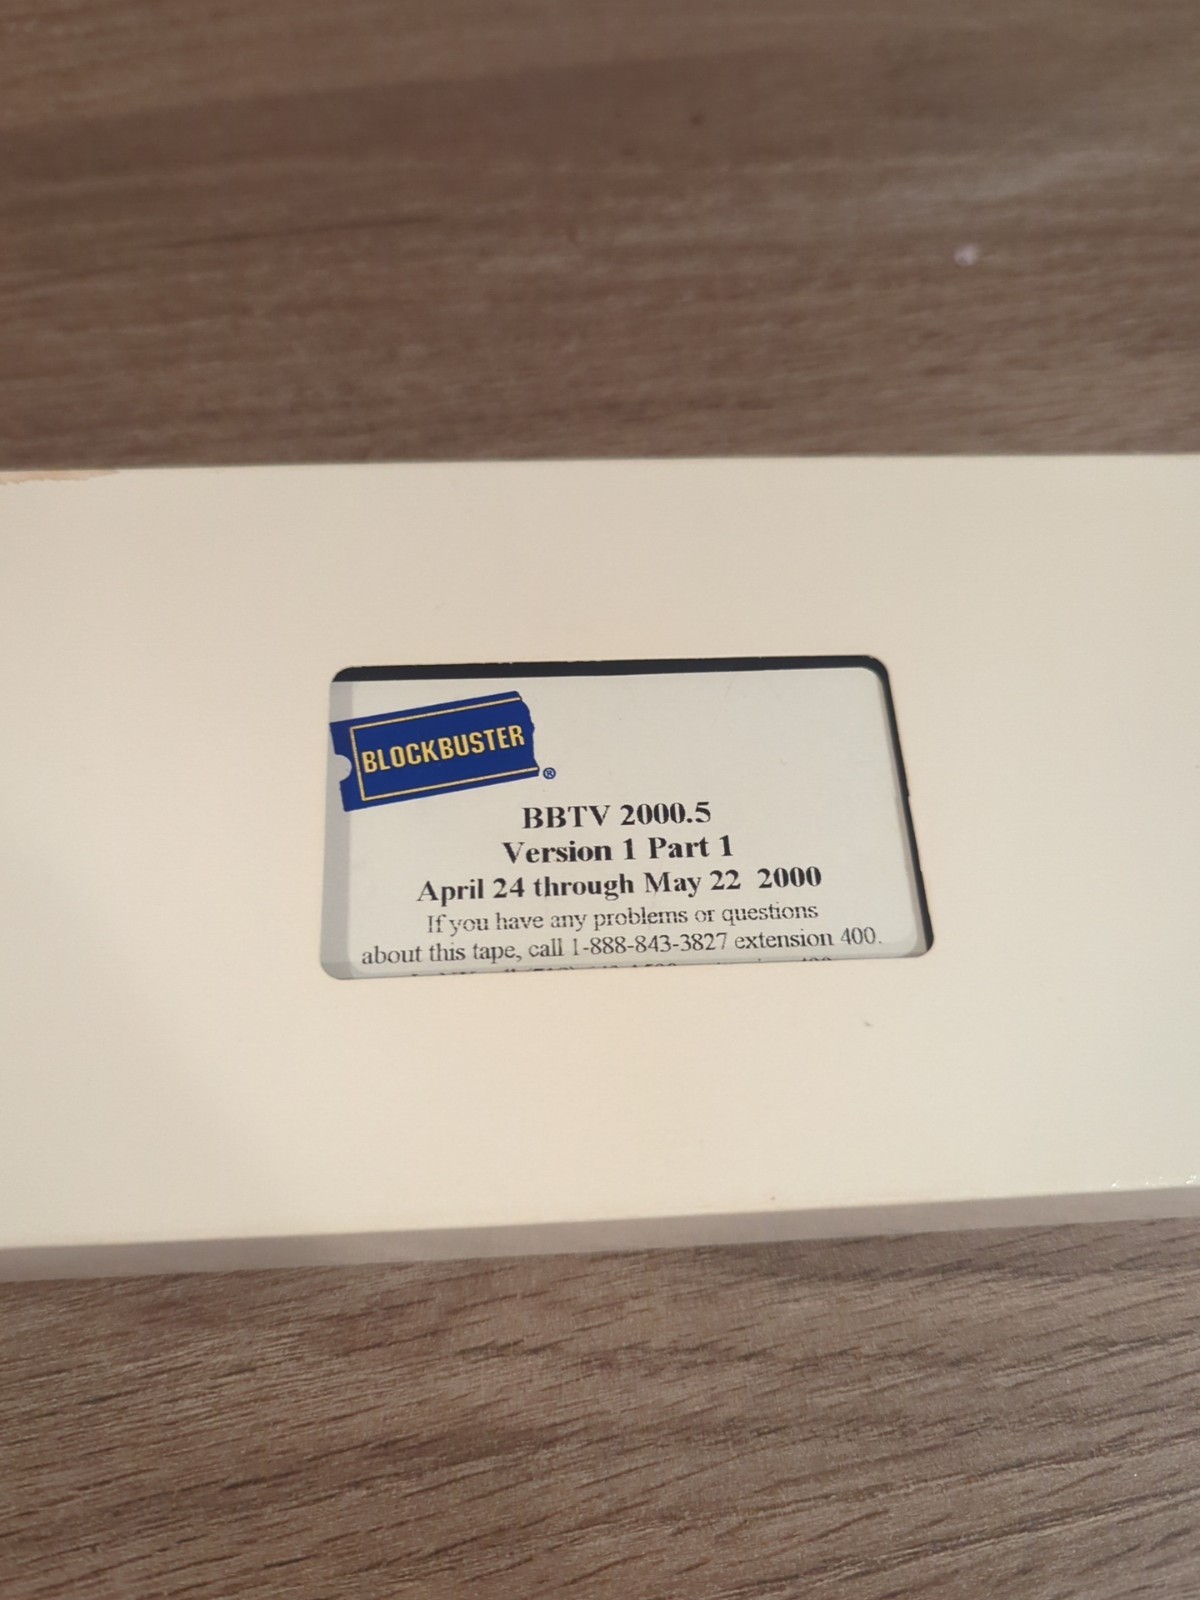 BLOCKBUSTER ®
BBTV 2000.5
Version 1 Part 1
April 24 through May 22 2000
If you have any problems or questions
about this tape, call 1-888-843-3827 extension 400.